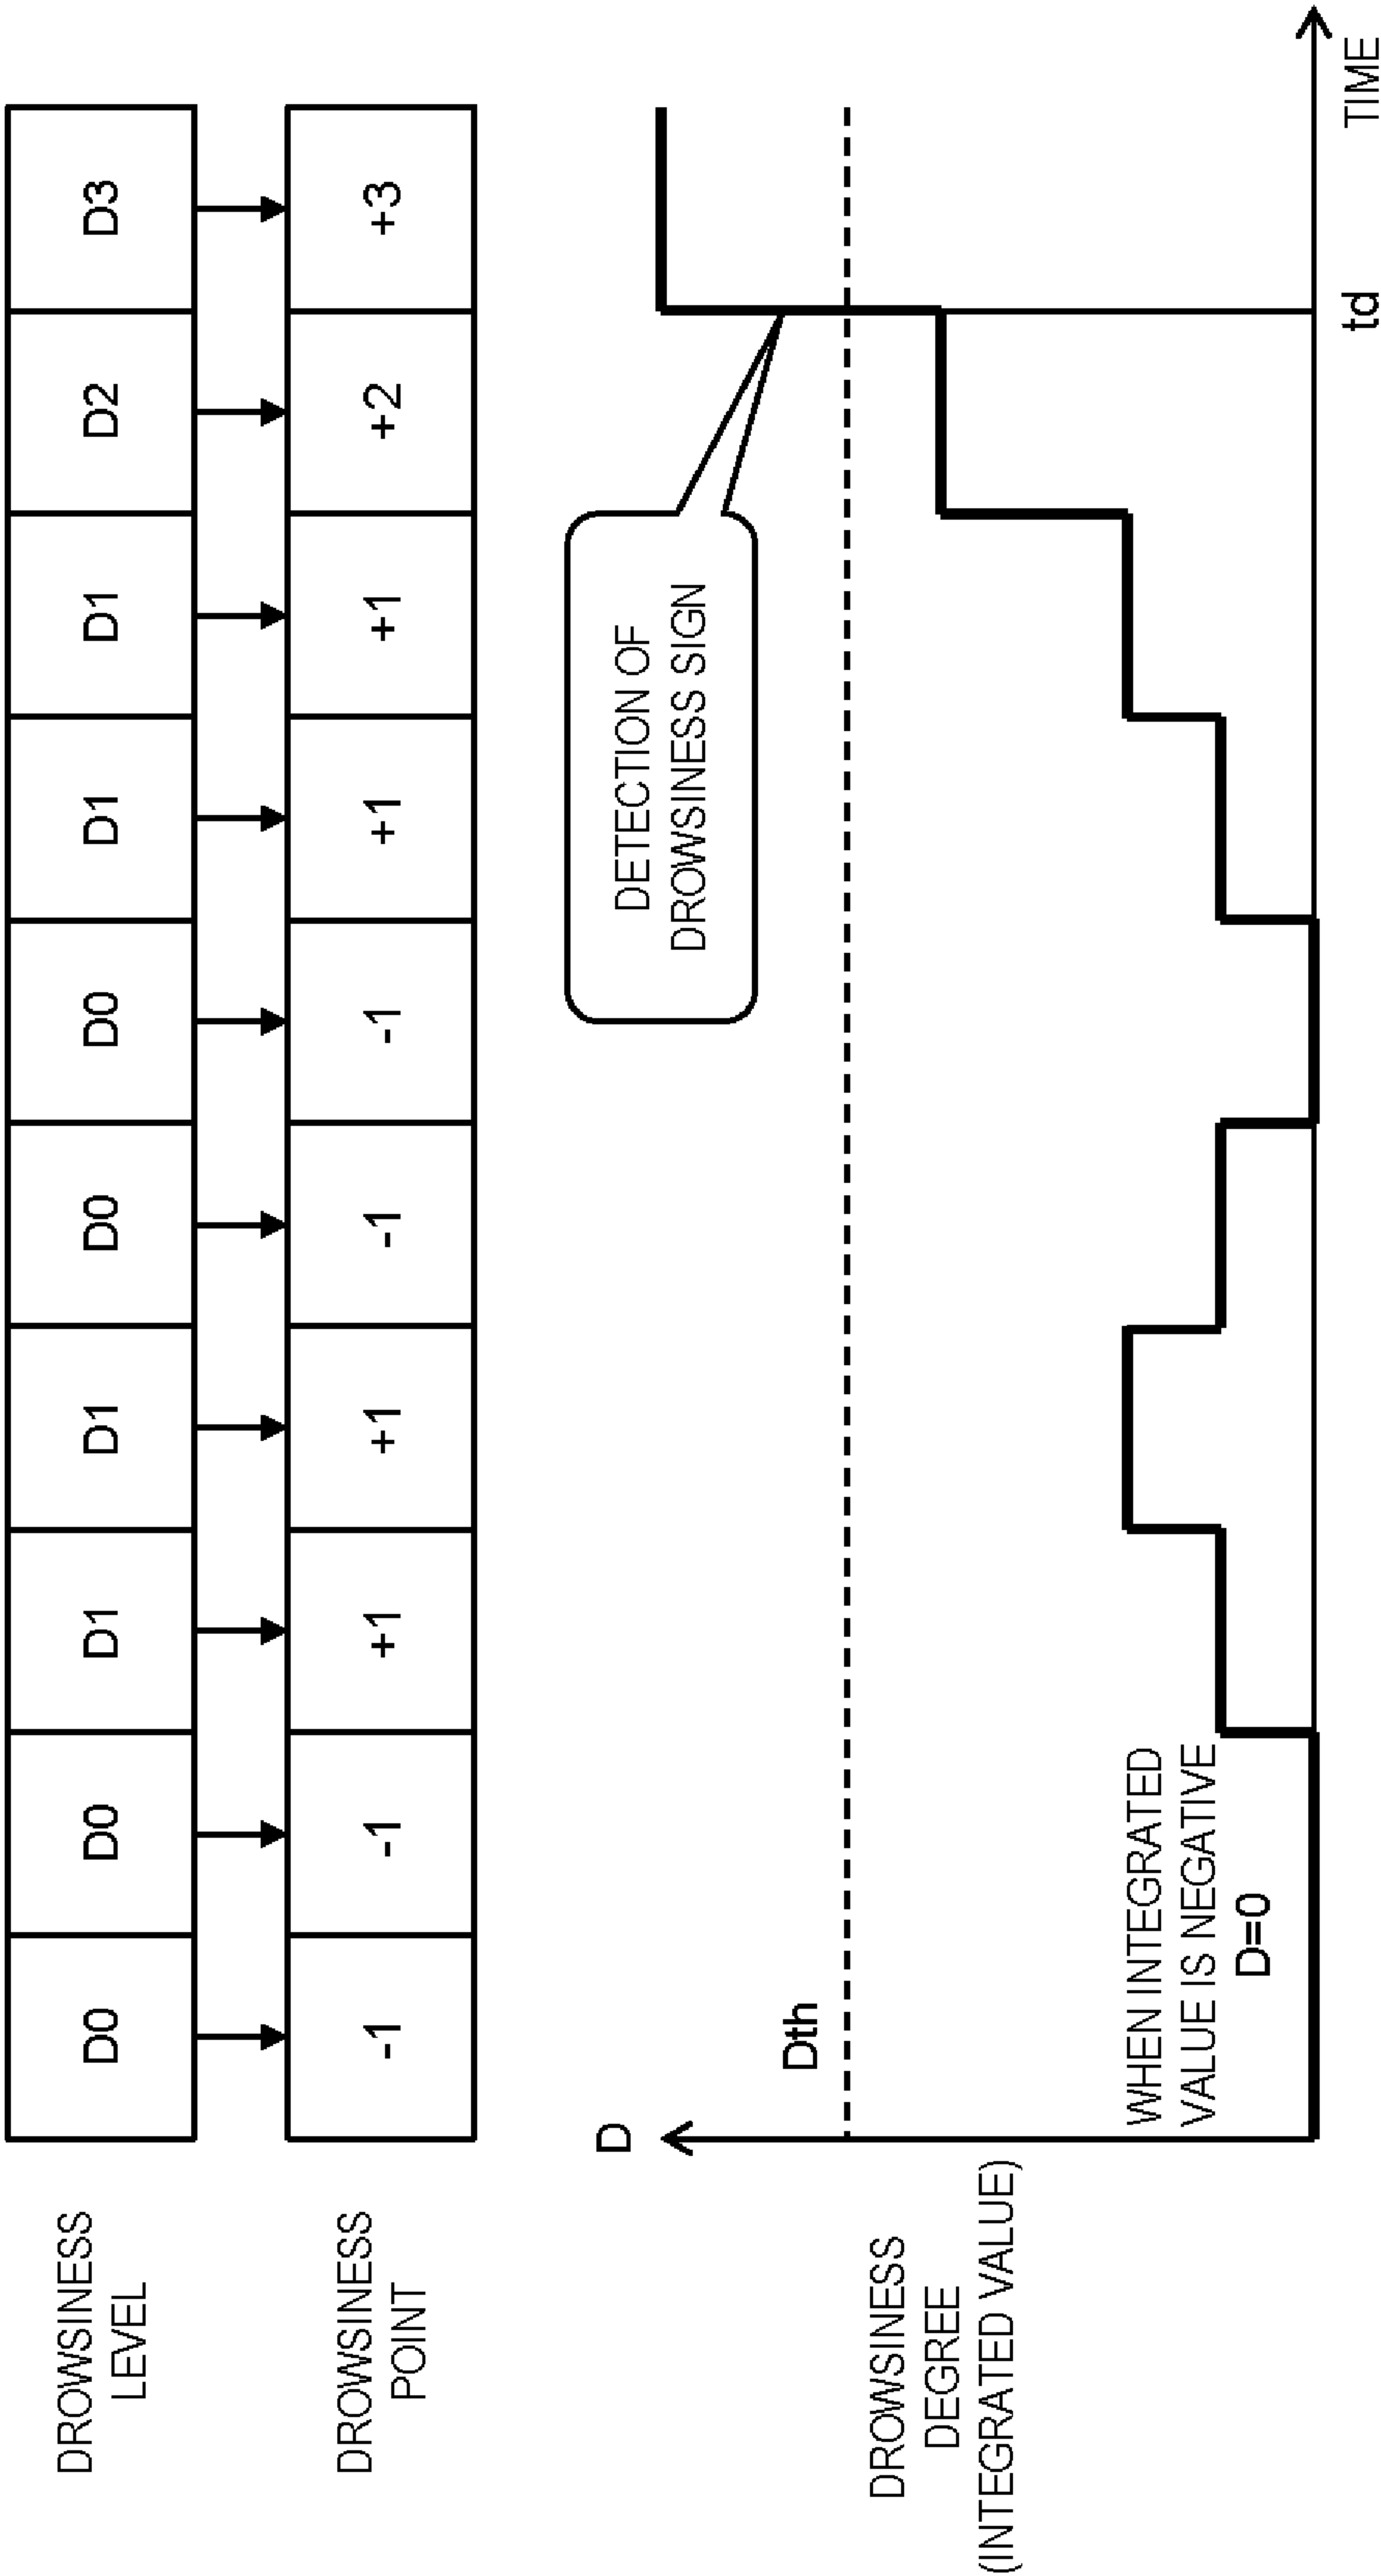 DROWSINESS
LEVEL
D0 D0 D1 D1 D0 D0 D1 D1 D2 D3
DROWSINESS
POINT
-1 -1 +1 +1 -1 -1 +1 +1 +2 +3
D
DROWSINESS
DEGREE
(INTEGRATED VALUE)
Dth
DETECTION OF
DROWSINESS SIGN
WHEN INTEGRATED
VALUE IS NEGATIVE
D=0
td
TIME